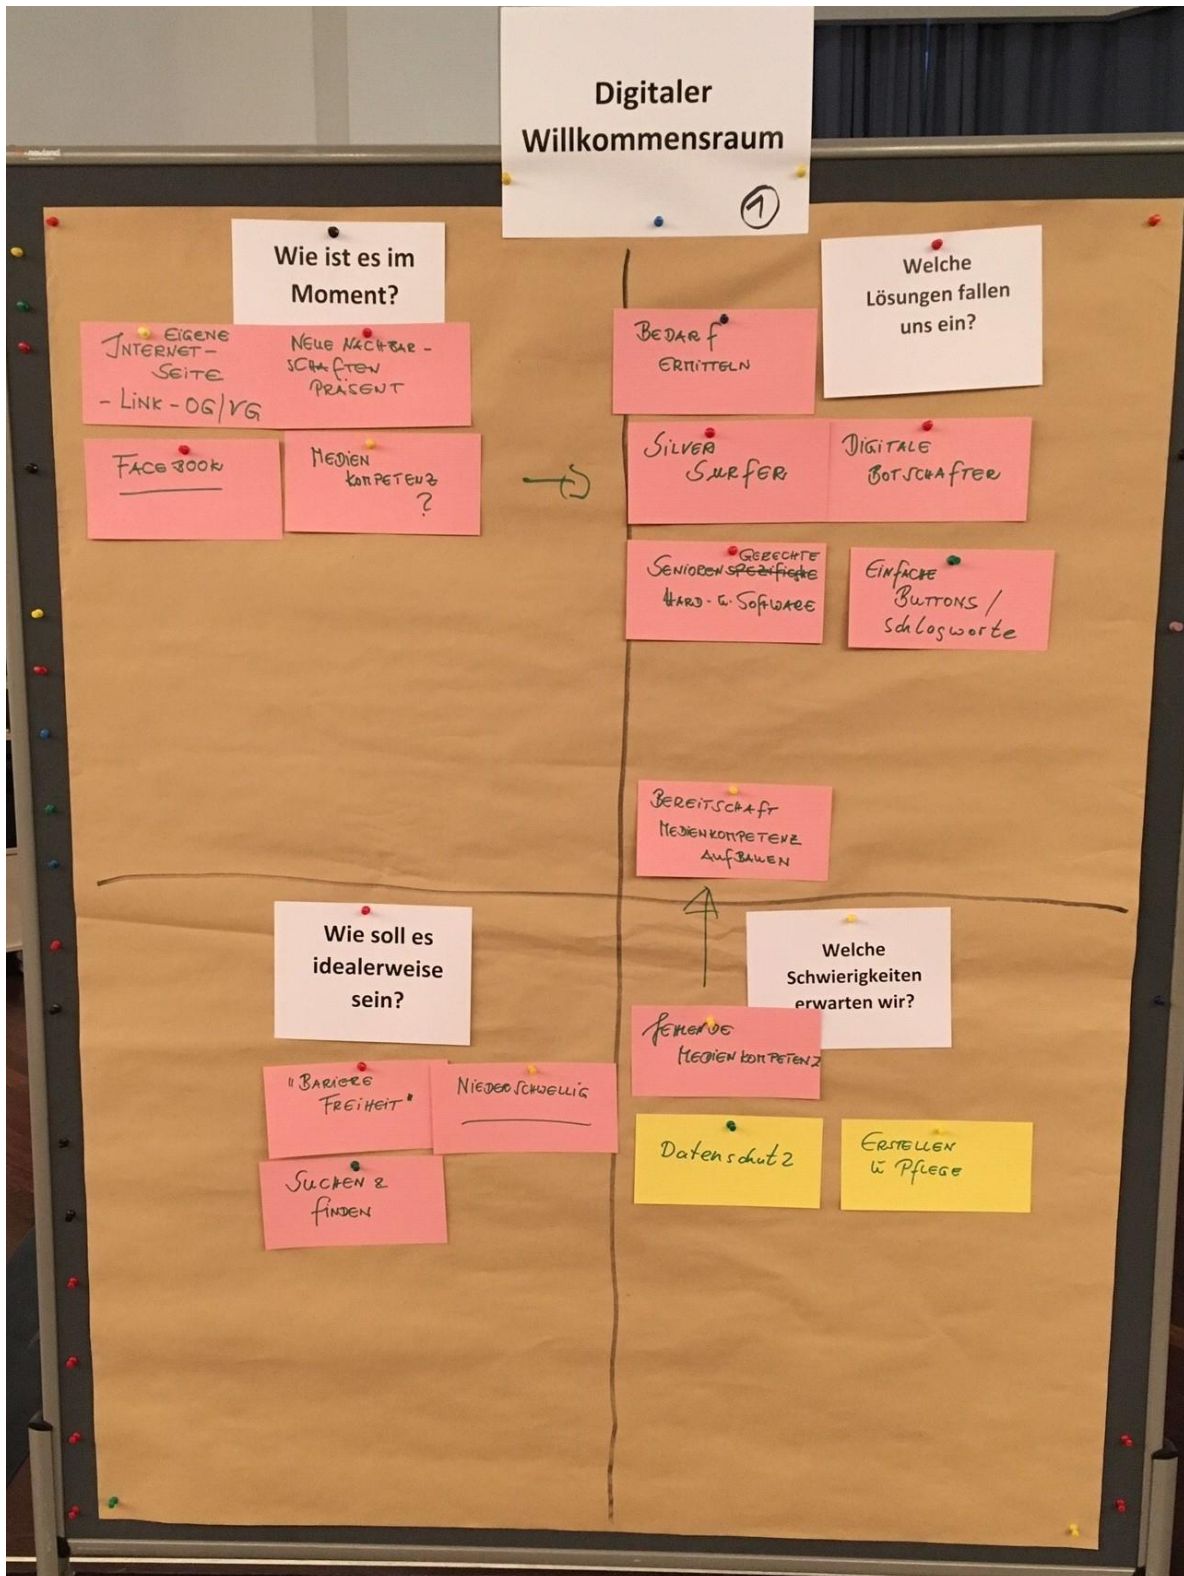 Digitaler
Willkommensraum
1
Wie ist es im
Moment?
EIGENE
INTERNET-
SEITE
- LINK - OG/VG
NEUE NACHBAR-
SCHAFTEN
PRÄSENT
FACEBOOK
MEDIEN
KOMPETENZ
?
Welche
Lösungen fallen
uns ein?
BEDARF
ERMITTELN
SILVER
SURFER
DIGITALE
BOTSCHAFTER
GERECHTE
SENIORENSPEZIFISCHE
HARD- u. SOFTWARE
EINFACHE
BUTTONS /
Schlagworte
BEREITSCHAFT
MEDIENKOMPETENZ
AUFBAUEN
Wie soll es
idealerweise
sein?
"BARIERE
FREIHEIT"
NIEDERSCHWELLIG
SUCHEN &
FINDEN
Welche
Schwierigkeiten
erwarten wir?
FEHLENDE
MEDIENKOMPETENZ
Datenschutz
ERSTELLEN
u PFLEGE